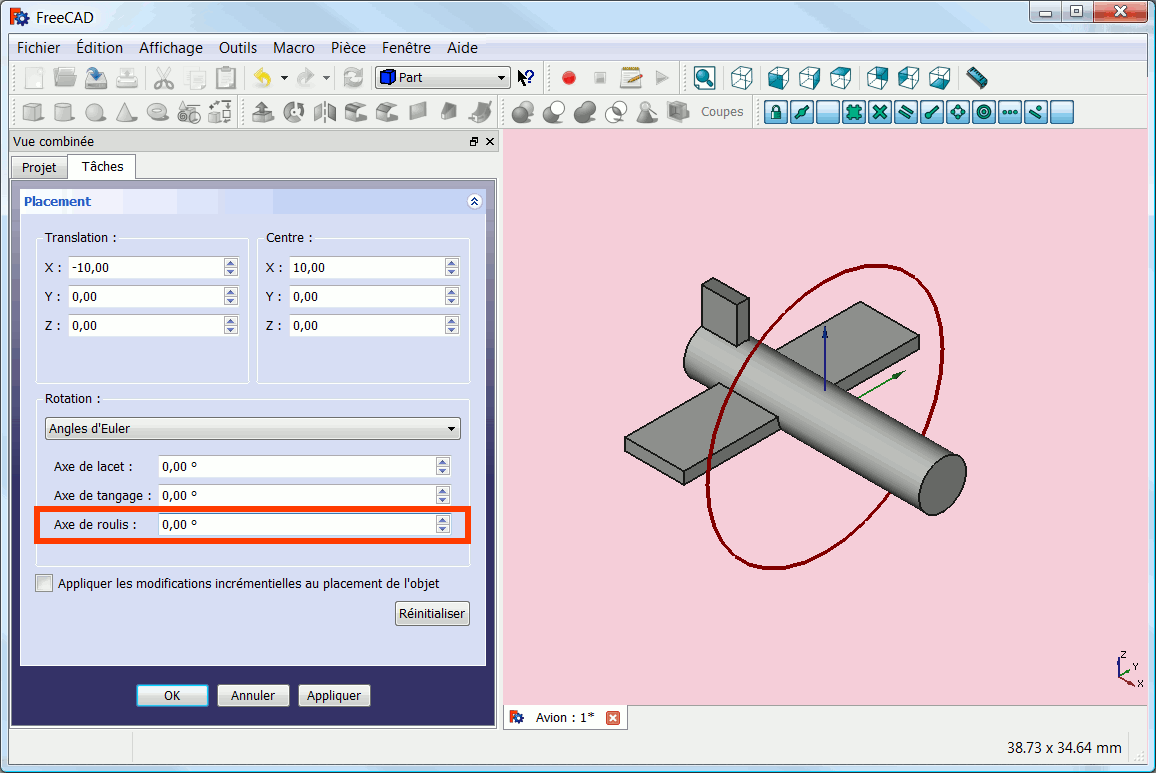 FreeCAD
Fichier Édition Affichage Outils Macro Pièce Fenêtre Aide
Part
Coupes
Vue combinée
Projet Tâches
Placement
Translation :
X : -10,00
Y : 0,00
Z : 0,00
Centre :
X : 10,00
Y : 0,00
Z : 0,00
Rotation :
Angles d'Euler
Axe de lacet : 0,00 º
Axe de tangage : 0,00 º
Axe de roulis : 0,00 º
Appliquer les modifications incrémentielles au placement de l'objet
Réinitialiser
OK Annuler Appliquer
Z
Y
X
Avion : 1*
38.73 x 34.64 mm